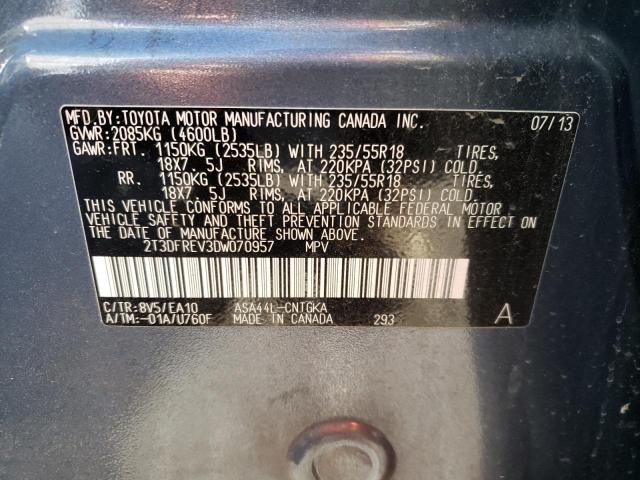 MFD.BY:TOYOTA MOTOR MANUFACTURING CANADA INC. 07/13
GVWR:2085KG (4600LB)
GAWR:FRT. 1150KG (2535LB) WITH 235/55R18 TIRES,
18X7.5J RIMS, AT 220KPA (32PSI) COLD
RR. 1150KG (2535LB) WITH 235/55R18 TIRES,
18X7.5J RIMS, AT 220KPA (32PSI) COLD.
THIS VEHICLE CONFORMS TO ALL APPLICABLE FEDERAL MOTOR
VEHICLE SAFETY AND THEFT PREVENTION STANDARDS IN EFFECT ON
THE DATE OF MANUFACTURE SHOWN ABOVE.
2T3DFREV3DW070957 MPV
C/TR:8V5/EA10 ASA44L-CNTGKA
A/TM:-01A/U760F MADE IN CANADA 293 A